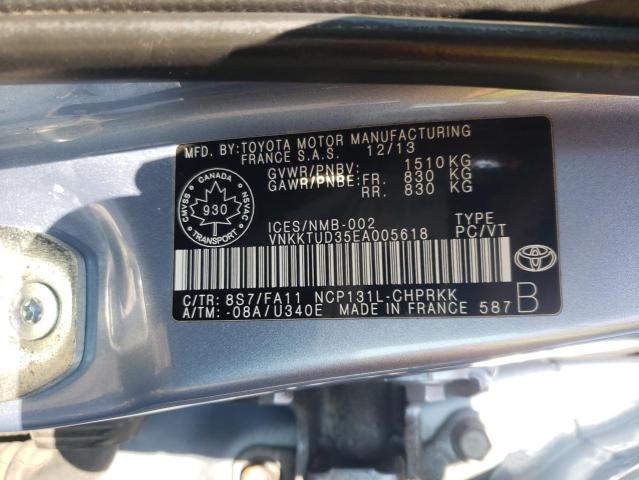 MFD. BY:TOYOTA MOTOR MANUFACTURING
FRANCE S.A.S. 12/13
GVWR/PNBV: 1510 KG
GAWR/PNBE: FR. 830 KG
RR. 830 KG
CANADA
CMVSS 930 NSVAC
TRANSPORT
ICES/NMB-002 TYPE
VNKKTUD35EA005618 PC/VT
C/TR: 8S7/FA11 NCP131L-CHPRKK
A/TM: -08A/U340E MADE IN FRANCE 587 B